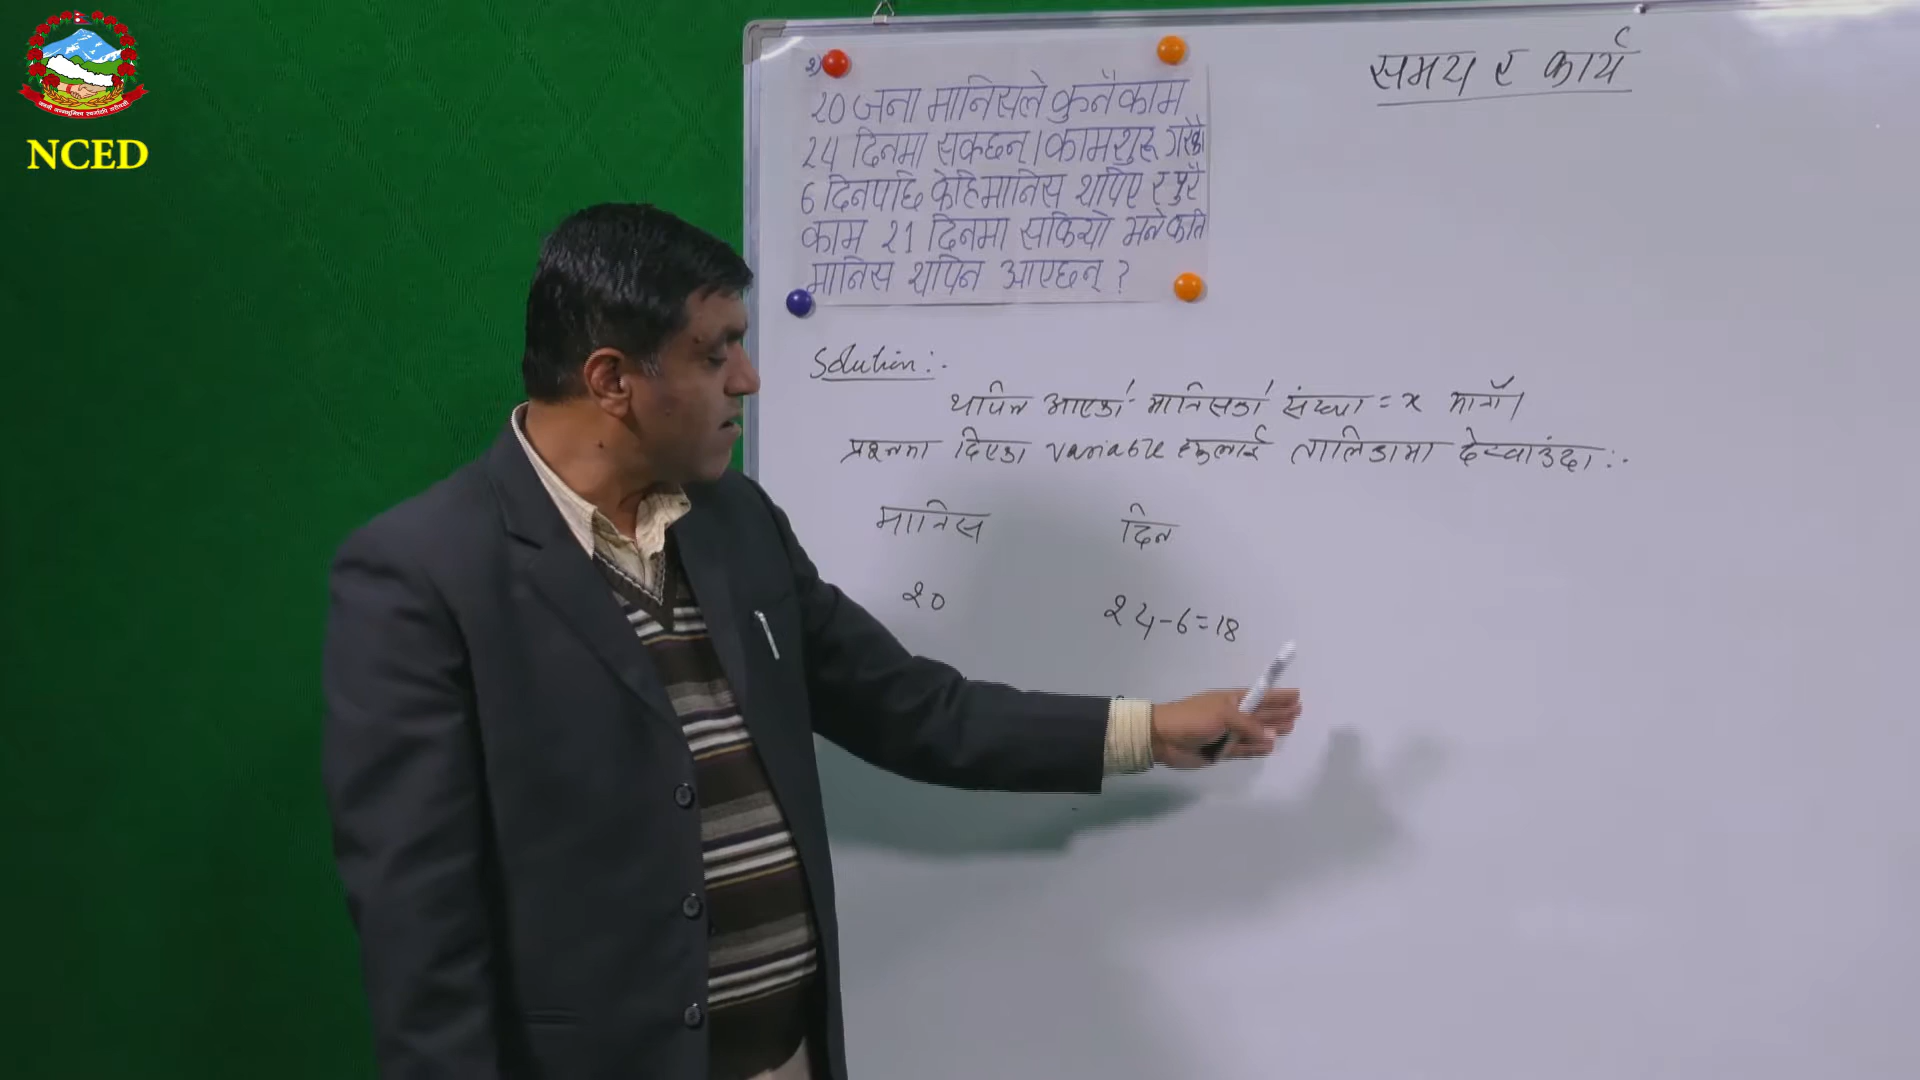 NCED
समय र कार्य
२)
20 जना मानिसले कुनै काम
24 दिनमा सक्छन्। काम शुरू गरेको
6 दिनपछि केहि मानिस थपिए र पुरै
काम 21 दिनमा सकियो भने कति
मानिस थपिन आएछन् ?
Solution:-
थपिन आएका मानिसको संख्या = x मानौं।
प्रश्नमा दिएका variable हरूलाई तालिकामा देखाउंदा:-
मानिस दिन
20 24-6=18